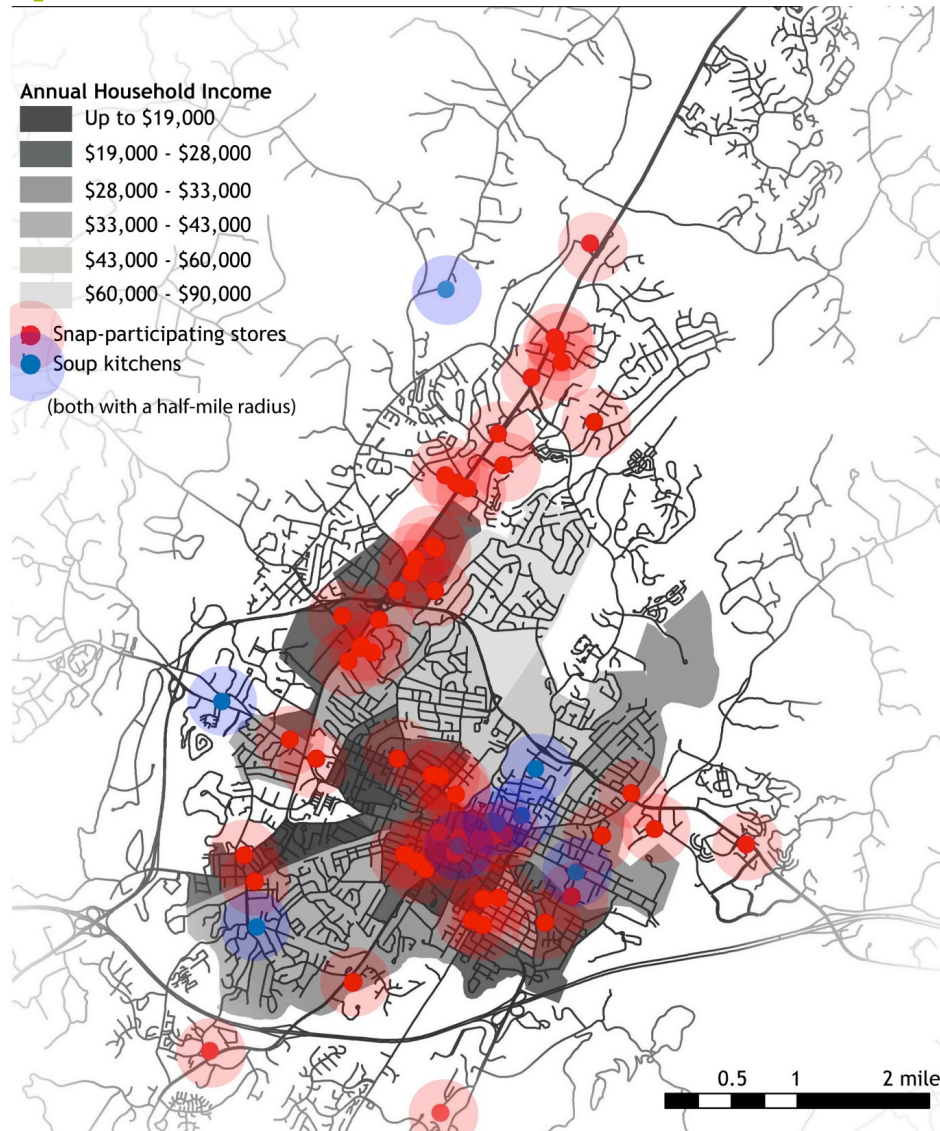 Annual Household Income
Up to $19,000
$19,000 - $28,000
$28,000 - $33,000
$33,000 - $43,000
$43,000 - $60,000
$60,000 - $90,000
Snap-participating stores
Soup kitchens
(both with a half-mile radius)
0.5 1 2 mile